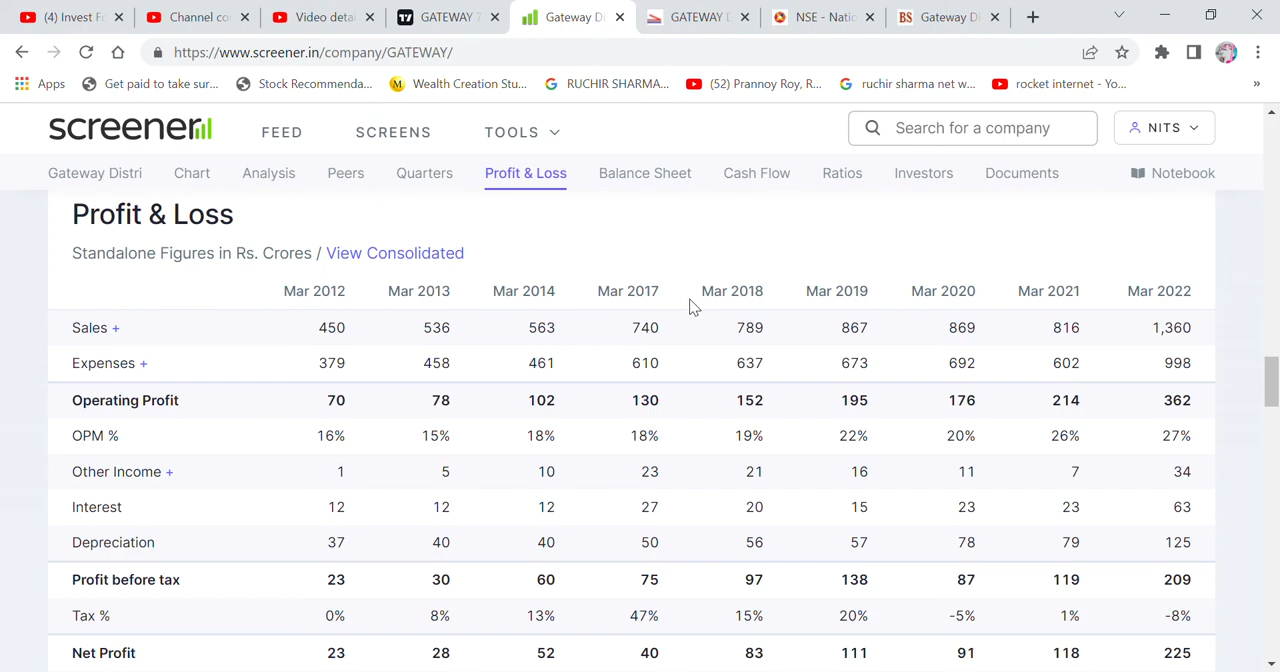 (4) Invest F
Channel co
Video deta
GATEWAY 7
Gateway Di
GATEWAY D
NSE - Natio
Gateway D
https://www.screener.in/company/GATEWAY/
Apps
Get paid to take sur...
Stock Recommenda...
M
Wealth Creation Stu...
RUCHIR SHARMA...
(52) Prannoy Roy, R...
ruchir sharma net w...
rocket internet - Yo...
»
screener
FEED
SCREENS
TOOLS
Search for a company
NITS
Gateway Distri
Chart
Analysis
Peers
Quarters
Profit & Loss
Balance Sheet
Cash Flow
Ratios
Investors
Documents
Notebook
Profit & Loss
Standalone Figures in Rs. Crores / View Consolidated
Mar 2012 Mar 2013 Mar 2014 Mar 2017 Mar 2018 Mar 2019 Mar 2020 Mar 2021 Mar 2022
Sales + 450 536 563 740 789 867 869 816 1,360
Expenses + 379 458 461 610 637 673 692 602 998
Operating Profit 70 78 102 130 152 195 176 214 362
OPM % 16% 15% 18% 18% 19% 22% 20% 26% 27%
Other Income + 1 5 10 23 21 16 11 7 34
Interest 12 12 12 27 20 15 23 23 63
Depreciation 37 40 40 50 56 57 78 79 125
Profit before tax 23 30 60 75 97 138 87 119 209
Tax % 0% 8% 13% 47% 15% 20% -5% 1% -8%
Net Profit 23 28 52 40 83 111 91 118 225